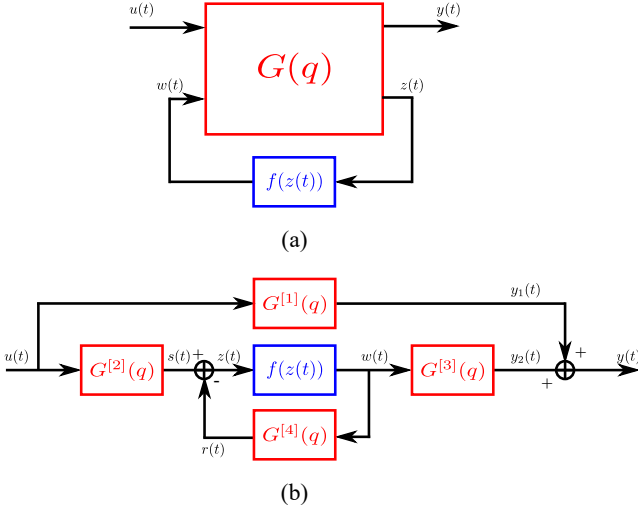 u(t)
y(t)
G(q)
w(t)
z(t)
f(z(t))
(a)
G^{[1]}(q)
y_1(t)
u(t)
G^{[2]}(q)
s(t)
+
z(t)
-
f(z(t))
w(t)
G^{[3]}(q)
y_2(t)
+
+
y(t)
r(t)
G^{[4]}(q)
(b)